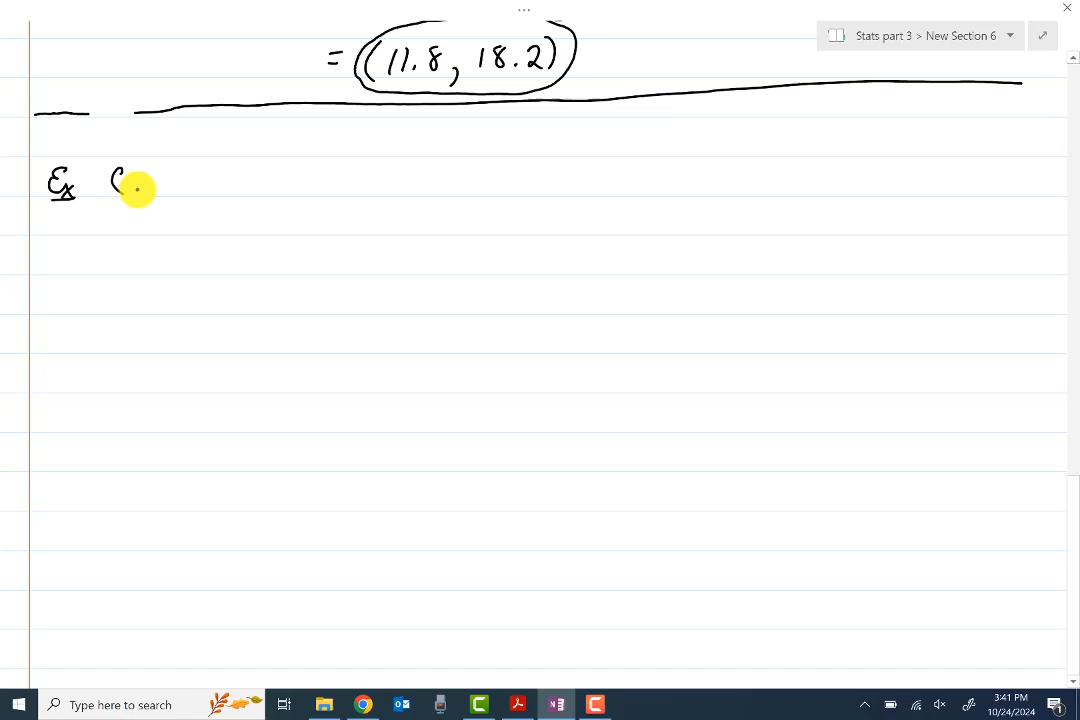 ...
Stats part 3 > New Section 6
= (11.8, 18.2)
Ex (
Type here to search
3:41 PM
10/24/2024
1